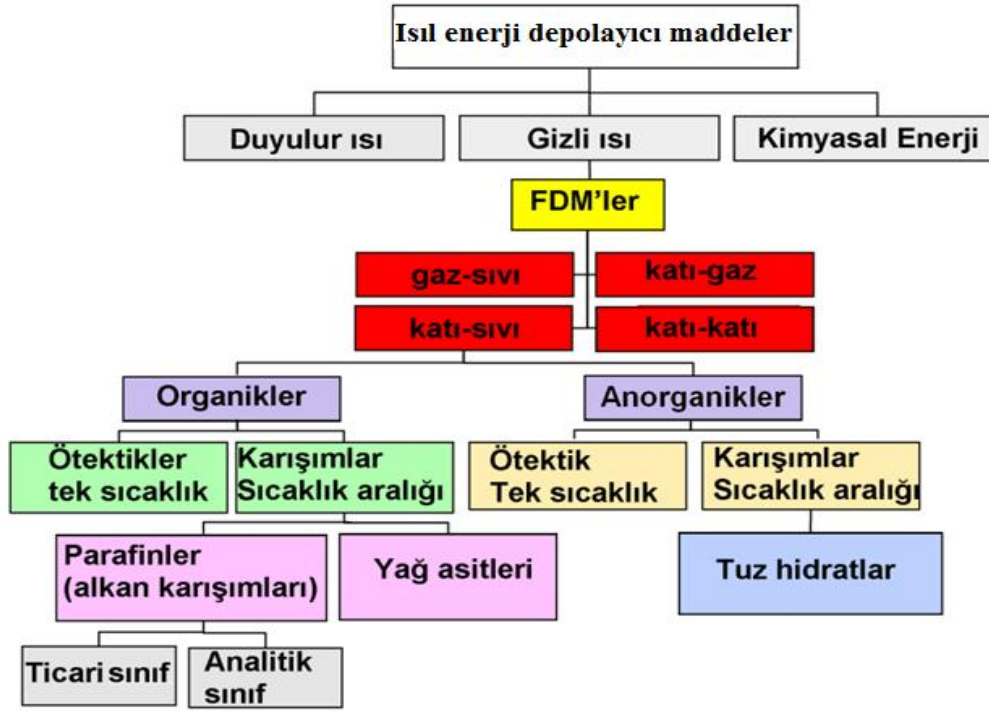 Isıl enerji depolayıcı maddeler
Duyulur ısı
Gizli ısı
Kimyasal Enerji
FDM'ler
gaz-sıvı
katı-gaz
katı-sıvı
katı-katı
Organikler
Anorganikler
Ötektikler
tek sıcaklık
Karışımlar
Sıcaklık aralığı
Ötektik
Tek sıcaklık
Karışımlar
Sıcaklık aralığı
Parafinler
(alkan karışımları)
Yağ asitleri
Tuz hidratlar
Ticari sınıf
Analitik
sınıf